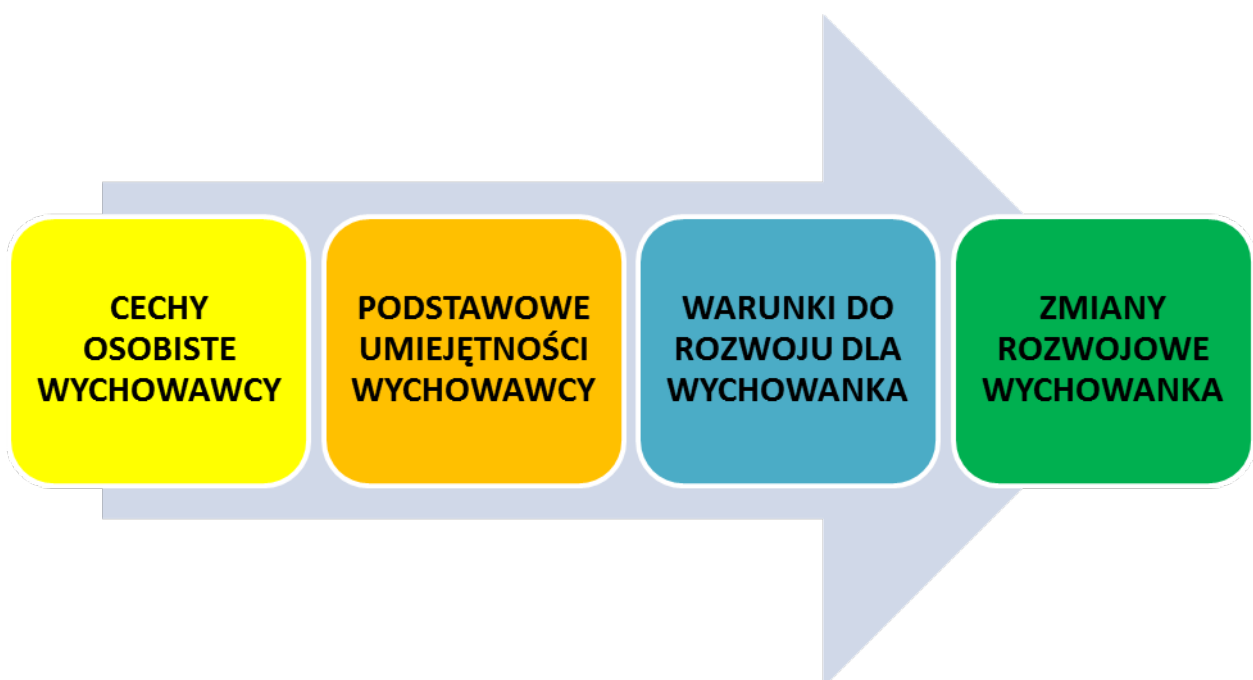 CECHY
OSOBISTE
WYCHOWAWCY
PODSTAWOWE
UMIEJĘTNOŚCI
WYCHOWAWCY
WARUNKI DO
ROZWOJU DLA
WYCHOWANKA
ZMIANY
ROZWOJOWE
WYCHOWANKA